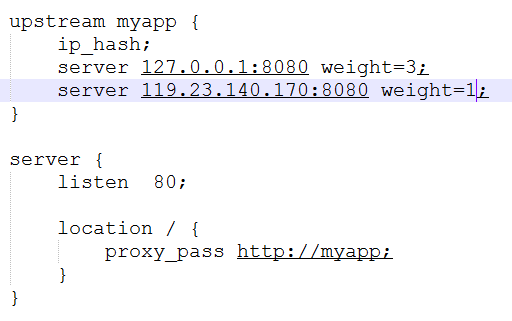 upstream myapp {
    ip_hash;
    server 127.0.0.1:8080 weight=3;
    server 119.23.140.170:8080 weight=1;
}

server {
    listen  80;

    location / {
        proxy_pass http://myapp;
    }
}